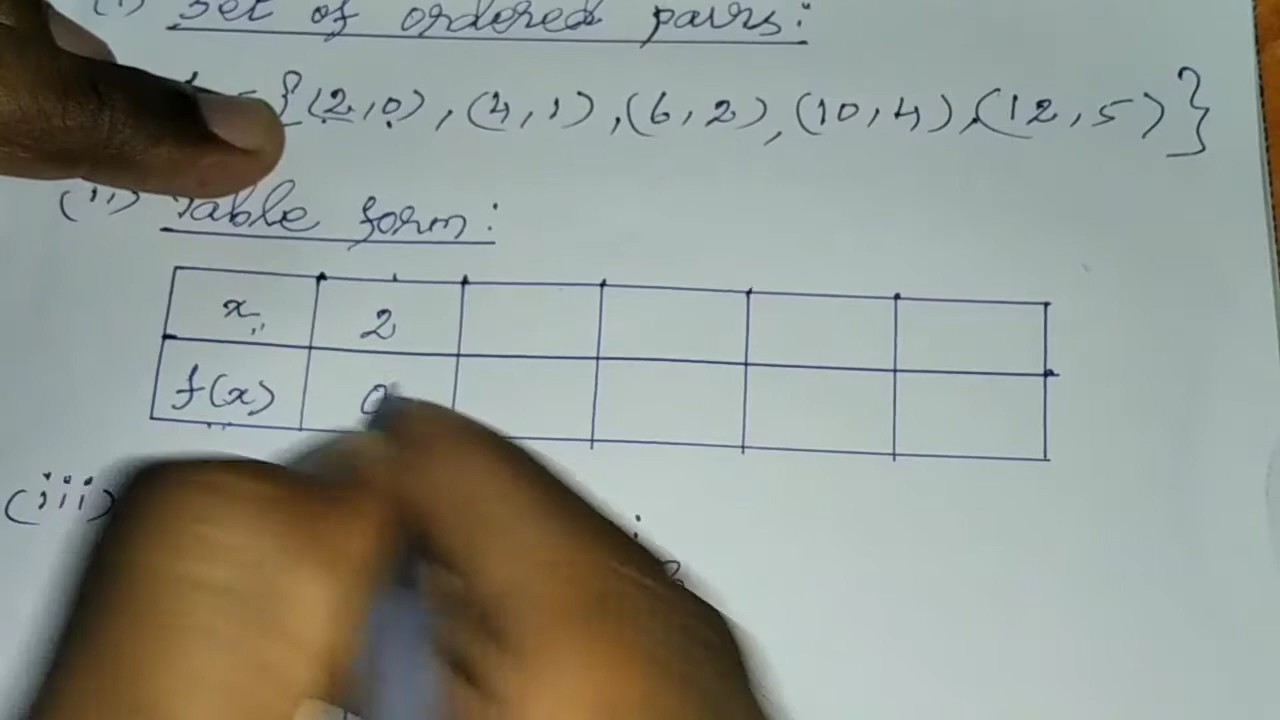 (i) Set of ordered pairs:
= {(2,0), (4,1), (6,2), (10,4), (12,5)}
(ii) Table form:
x 2
f(x) 0
(iii)